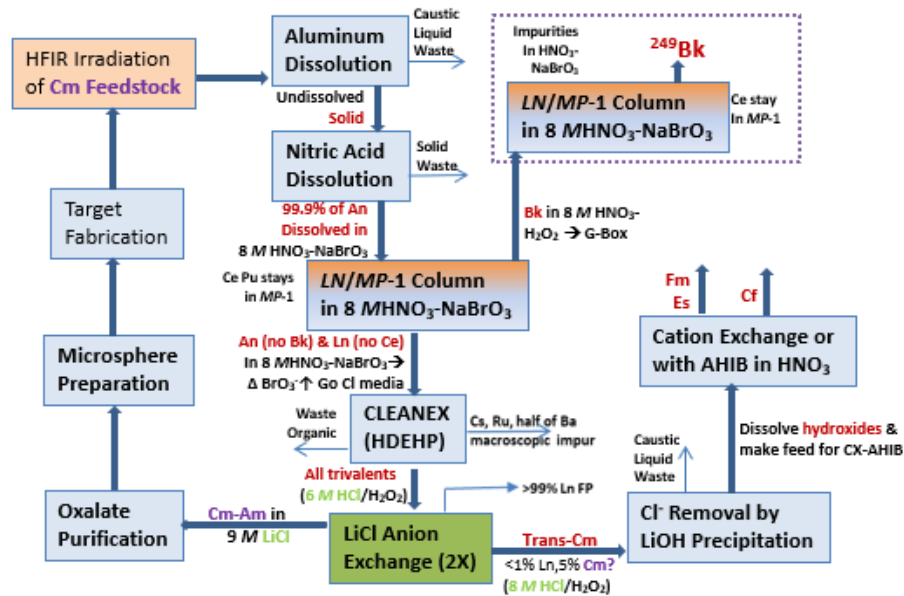 HFIR Irradiation
of Cm Feedstock
Aluminum
Dissolution
Caustic
Liquid
Waste
Undissolved
Solid
Nitric Acid
Dissolution
Solid
Waste
99.9% of An
Dissolved in
8 M HNO₃-NaBrO₃
Ce Pu stays
in MP-1
LN/MP-1 Column
in 8 MHNO₃-NaBrO₃
Bk in 8 M HNO₃-
H₂O₂ → G-Box
Impurities
In HNO₃-
NaBrO₃
²⁴⁹Bk
LN/MP-1 Column
in 8 MHNO₃-NaBrO₃
Ce stay
In MP-1
An (no Bk) & Ln (no Ce)
In 8 MHNO₃-NaBrO₃→
Δ BrO₃⁻↑ Go Cl media
CLEANEX
(HDEHP)
Waste
Organic
Cs, Ru, half of Ba
macroscopic impur
All trivalents
(6 M HCl/H₂O₂)
>99% Ln FP
LiCl Anion
Exchange (2X)
Cm-Am in
9 M LiCl
Oxalate
Purification
Microsphere
Preparation
Target
Fabrication
Trans-Cm
<1% Ln,5% Cm?
(8 M HCl/H₂O₂)
Cl⁻ Removal by
LiOH Precipitation
Caustic
Liquid
Waste
Dissolve hydroxides &
make feed for CX-AHIB
Cation Exchange or
with AHIB in HNO₃
Fm
Es
Cf